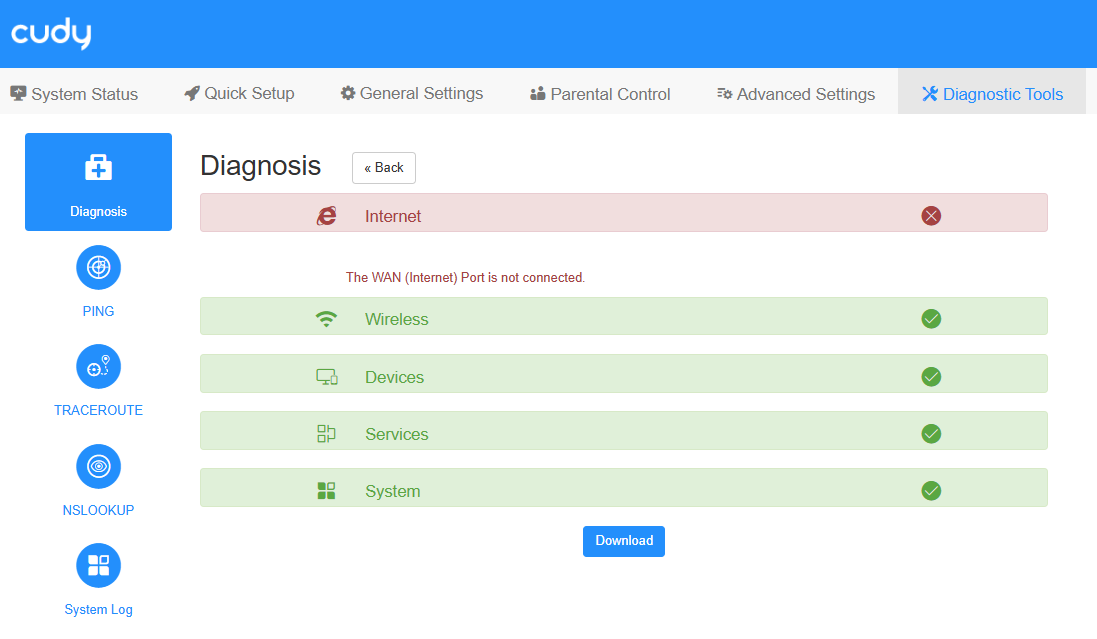 cudy
System Status Quick Setup General Settings Parental Control Advanced Settings Diagnostic Tools
Diagnosis
PING
TRACEROUTE
NSLOOKUP
System Log
Diagnosis « Back
Internet
The WAN (Internet) Port is not connected.
Wireless
Devices
Services
System
Download